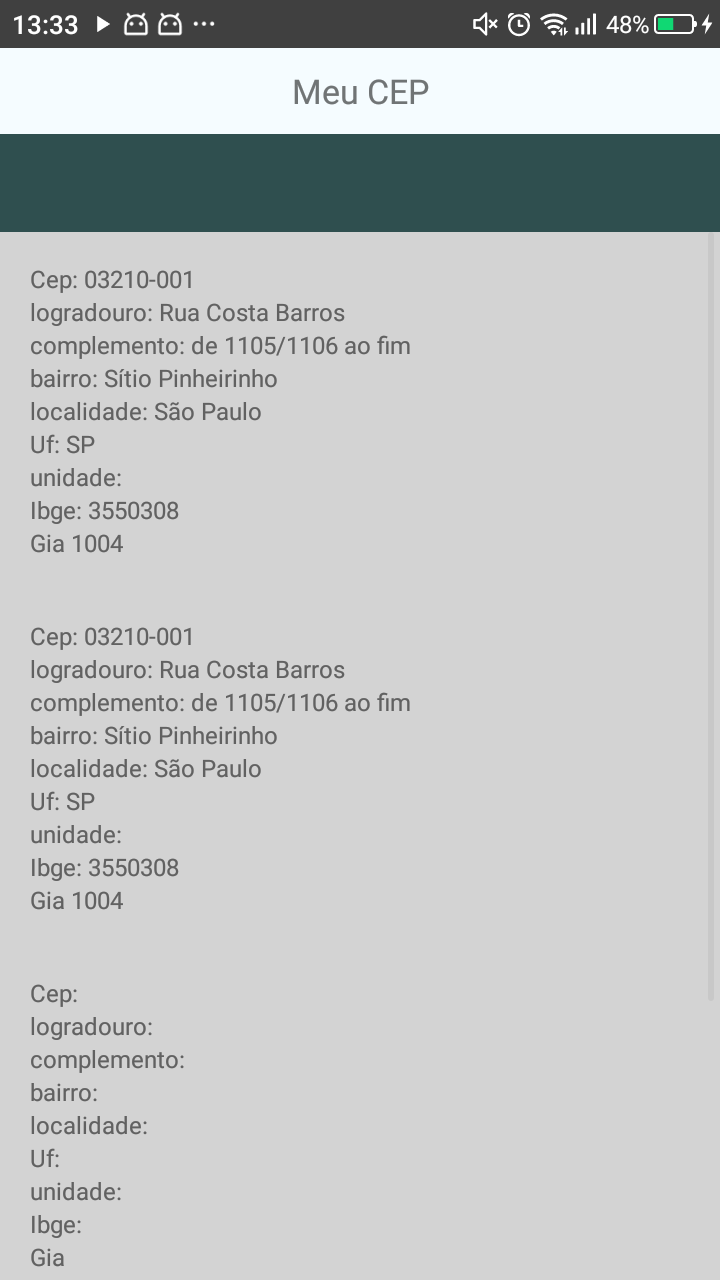 13:33 48%
Meu CEP
Cep: 03210-001
logradouro: Rua Costa Barros
complemento: de 1105/1106 ao fim
bairro: Sítio Pinheirinho
localidade: São Paulo
Uf: SP
unidade:
Ibge: 3550308
Gia 1004
Cep: 03210-001
logradouro: Rua Costa Barros
complemento: de 1105/1106 ao fim
bairro: Sítio Pinheirinho
localidade: São Paulo
Uf: SP
unidade:
Ibge: 3550308
Gia 1004
Cep:
logradouro:
complemento:
bairro:
localidade:
Uf:
unidade:
Ibge:
Gia